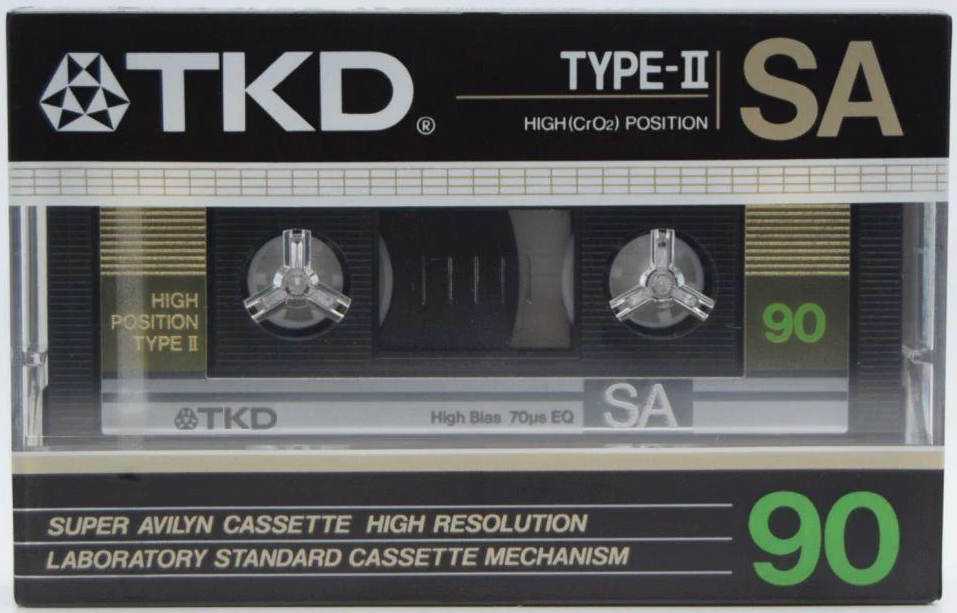 TKD®
TYPE-II
HIGH (CrO2) POSITION
SA
HIGH
POSITION
TYPE II
90
TKD
High Bias 70µs EQ
SA
SUPER AVILYN CASSETTE HIGH RESOLUTION
LABORATORY STANDARD CASSETTE MECHANISM
90